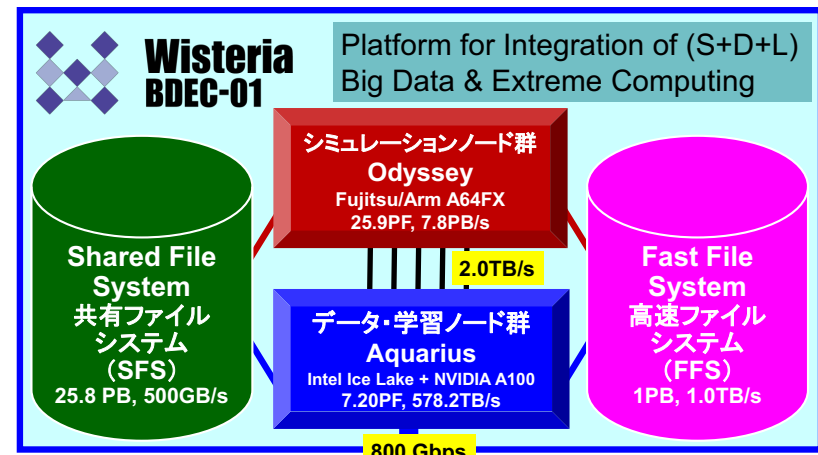 Wisteria
BDEC-01
Platform for Integration of (S+D+L)
Big Data & Extreme Computing
シミュレーションノード群
Odyssey
Fujitsu/Arm A64FX
25.9PF, 7.8PB/s
2.0TB/s
Shared File
System
共有ファイル
システム
(SFS)
25.8 PB, 500GB/s
データ・学習ノード群
Aquarius
Intel Ice Lake + NVIDIA A100
7.20PF, 578.2TB/s
Fast File
System
高速ファイル
システム
(FFS)
1PB, 1.0TB/s
800 Gbps